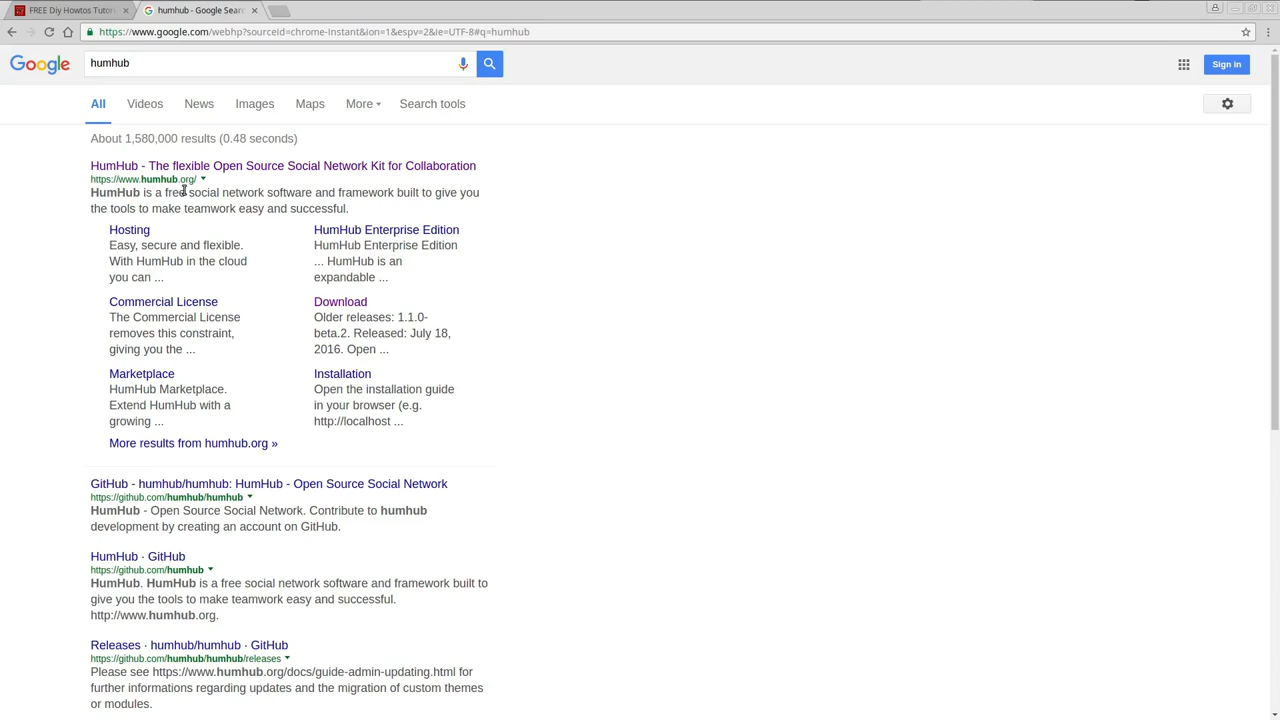 FREE Diy Howtos Tutor
humhub - Google Sear
https://www.google.com/webhp?sourceid=chrome-instant&ion=1&espv=2&ie=UTF-8#q=humhub
Google
humhub
Sign in
All Videos News Images Maps More Search tools
About 1,580,000 results (0.48 seconds)
HumHub - The flexible Open Source Social Network Kit for Collaboration
https://www.humhub.org/
HumHub is a free social network software and framework built to give you
the tools to make teamwork easy and successful.
Hosting
Easy, secure and flexible.
With HumHub in the cloud
you can ...
HumHub Enterprise Edition
HumHub Enterprise Edition
... HumHub is an
expandable ...
Commercial License
The Commercial License
removes this constraint,
giving you the ...
Download
Older releases: 1.1.0-
beta.2. Released: July 18,
2016. Open ...
Marketplace
HumHub Marketplace.
Extend HumHub with a
growing ...
Installation
Open the installation guide
in your browser (e.g.
http://localhost ...
More results from humhub.org »
GitHub - humhub/humhub: HumHub - Open Source Social Network
https://github.com/humhub/humhub
HumHub - Open Source Social Network. Contribute to humhub
development by creating an account on GitHub.
HumHub · GitHub
https://github.com/humhub
HumHub. HumHub is a free social network software and framework built to
give you the tools to make teamwork easy and successful.
http://www.humhub.org.
Releases · humhub/humhub · GitHub
https://github.com/humhub/humhub/releases
Please see https://www.humhub.org/docs/guide-admin-updating.html for
further informations regarding updates and the migration of custom themes
or modules.